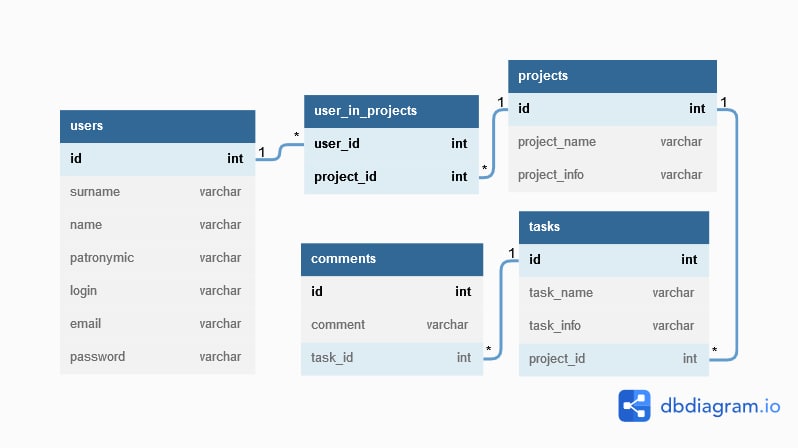 users
id int
surname varchar
name varchar
patronymic varchar
login varchar
email varchar
password varchar
1
*
user_in_projects
user_id int
project_id int
*
1
projects
id int
project_name varchar
project_info varchar
1
comments
id int
comment varchar
task_id int
*
1
tasks
id int
task_name varchar
task_info varchar
project_id int
*
dbdiagram.io